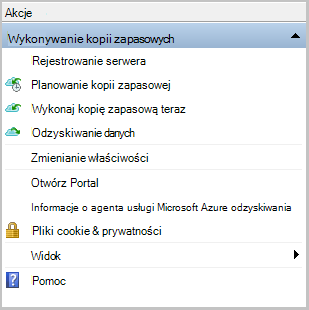 Akcje
Wykonywanie kopii zapasowych
Rejestrowanie serwera
Planowanie kopii zapasowej
Wykonaj kopię zapasową teraz
Odzyskiwanie danych
Zmienianie właściwości
Otwórz Portal
Informacje o agenta usługi Microsoft Azure odzyskiwania
Pliki cookie & prywatności
Widok
Pomoc